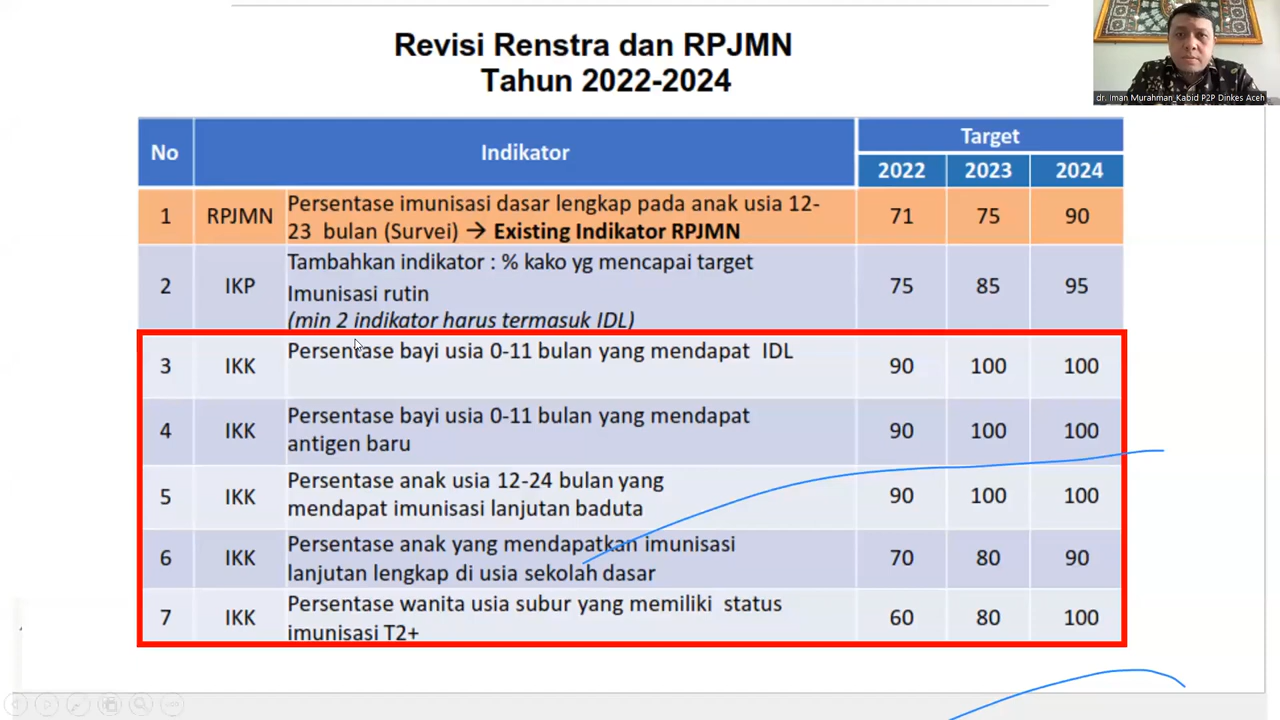 Revisi Renstra dan RPJMN
Tahun 2022-2024
dr. Iman Murahman_Kabid P2P Dinkes Aceh
No Indikator Target
2022 2023 2024
1 RPJMN Persentase imunisasi dasar lengkap pada anak usia 12-
23 bulan (Survei) → Existing Indikator RPJMN 71 75 90
2 IKP Tambahkan indikator : % kako yg mencapai target
Imunisasi rutin 75 85 95
(min 2 indikator harus termasuk IDL)
3 IKK Persentase bayi usia 0-11 bulan yang mendapat IDL 90 100 100
4 IKK Persentase bayi usia 0-11 bulan yang mendapat
antigen baru 90 100 100
5 IKK Persentase anak usia 12-24 bulan yang
mendapat imunisasi lanjutan baduta 90 100 100
6 IKK Persentase anak yang mendapatkan imunisasi
lanjutan lengkap di usia sekolah dasar 70 80 90
7 IKK Persentase wanita usia subur yang memiliki status
imunisasi T2+ 60 80 100